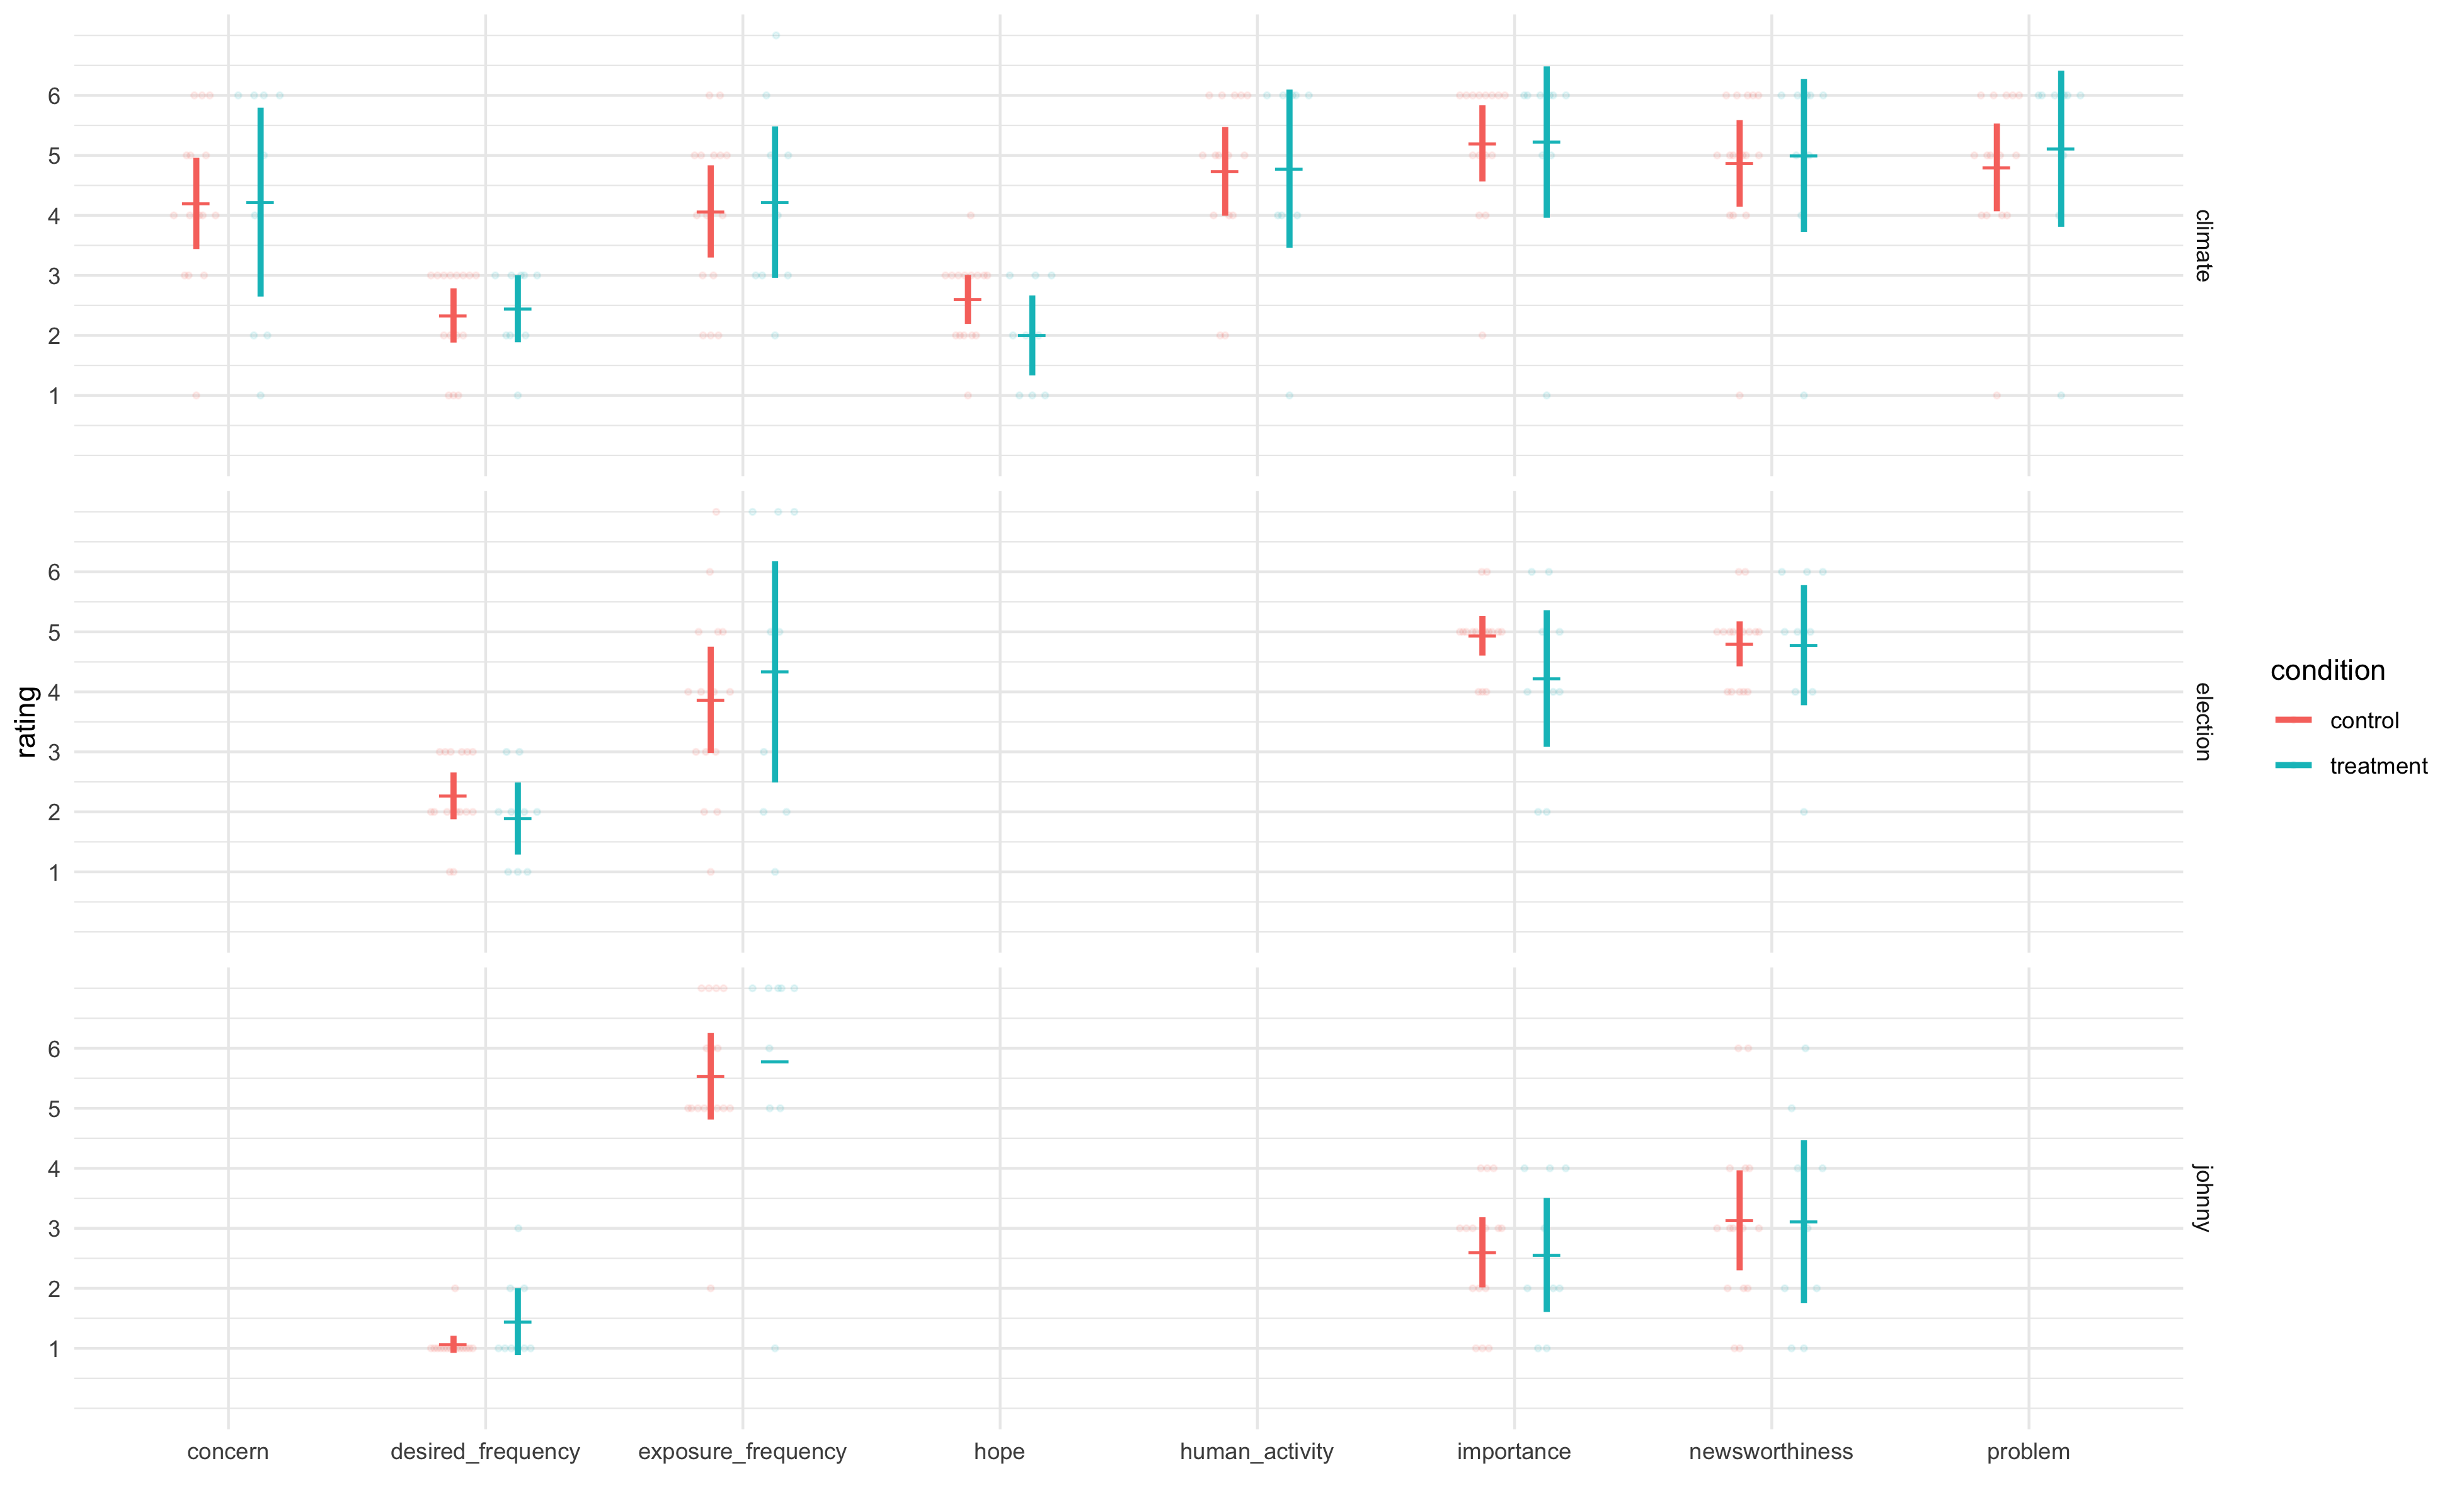 6
5
4
3
2
1
climate
rating
6
5
4
3
2
1
election
condition
control
treatment
6
5
4
3
2
1
johnny
concern desired_frequency exposure_frequency hope human_activity importance newsworthiness problem